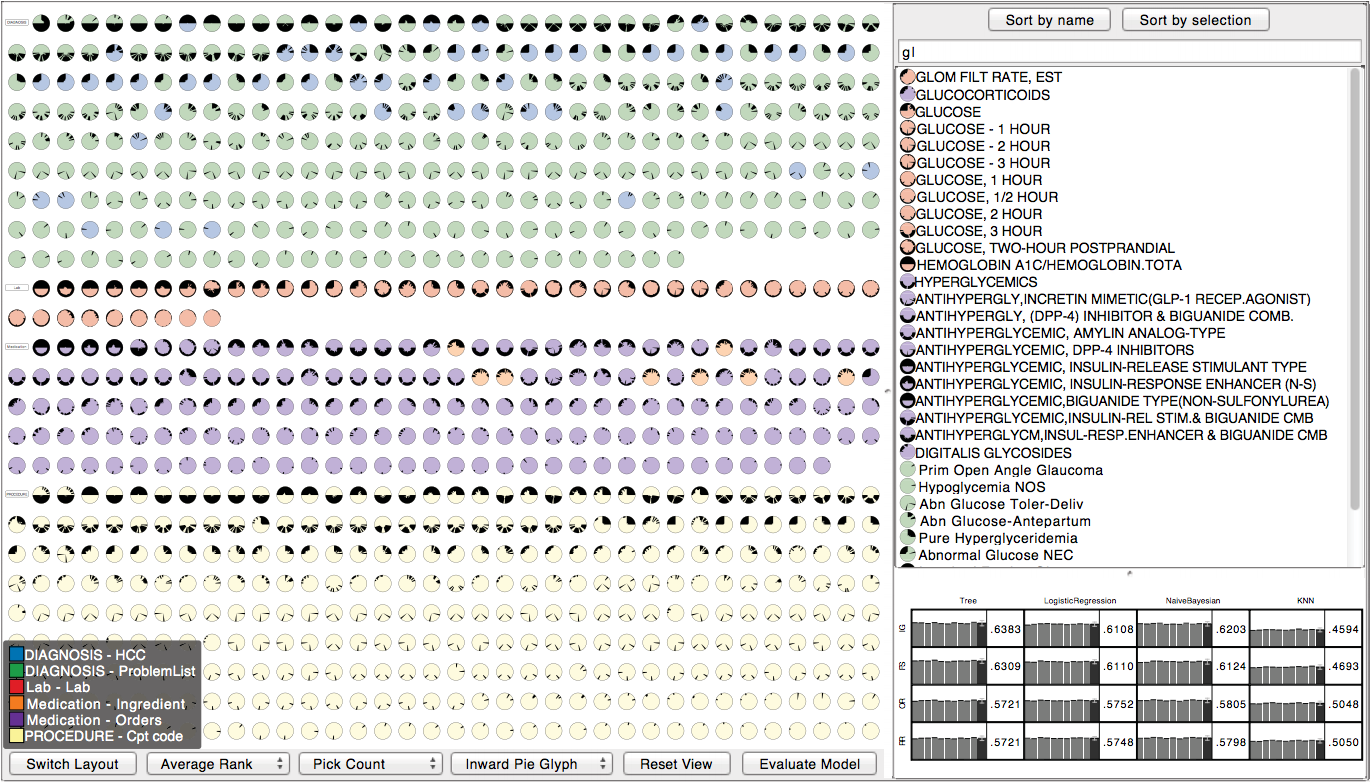 DIAGNOSIS
Lab
Medication
PROCEDURE
DIAGNOSIS - HCC
DIAGNOSIS - ProblemList
Lab - Lab
Medication - Ingredient
Medication - Orders
PROCEDURE - Cpt code
Switch Layout
Average Rank
Pick Count
Inward Pie Glyph
Reset View
Evaluate Model
Sort by name
Sort by selection
gl
GLOM FILT RATE, EST
GLUCOCORTICOIDS
GLUCOSE
GLUCOSE - 1 HOUR
GLUCOSE - 2 HOUR
GLUCOSE - 3 HOUR
GLUCOSE, 1 HOUR
GLUCOSE, 1/2 HOUR
GLUCOSE, 2 HOUR
GLUCOSE, 3 HOUR
GLUCOSE, TWO-HOUR POSTPRANDIAL
HEMOGLOBIN A1C/HEMOGLOBIN.TOTA
HYPERGLYCEMICS
ANTIHYPERGLY,INCRETIN MIMETIC(GLP-1 RECEP.AGONIST)
ANTIHYPERGLY, (DPP-4) INHIBITOR & BIGUANIDE COMB.
ANTIHYPERGLYCEMIC, AMYLIN ANALOG-TYPE
ANTIHYPERGLYCEMIC, DPP-4 INHIBITORS
ANTIHYPERGLYCEMIC, INSULIN-RELEASE STIMULANT TYPE
ANTIHYPERGLYCEMIC, INSULIN-RESPONSE ENHANCER (N-S)
ANTIHYPERGLYCEMIC,BIGUANIDE TYPE(NON-SULFONYLUREA)
ANTIHYPERGLYCEMIC,INSULIN-REL STIM.& BIGUANIDE CMB
ANTIHYPERGLYCM,INSUL-RESP.ENHANCER & BIGUANIDE CMB
DIGITALIS GLYCOSIDES
Prim Open Angle Glaucoma
Hypoglycemia NOS
Abn Glucose Toler-Deliv
Abn Glucose-Antepartum
Pure Hyperglyceridemia
Abnormal Glucose NEC
Tree LogisticRegression NaiveBayesian KNN
IG .6383 .6108 .6203 .4594
FS .6309 .6110 .6124 .4693
OR .5721 .5752 .5805 .5048
RR .5721 .5748 .5798 .5050